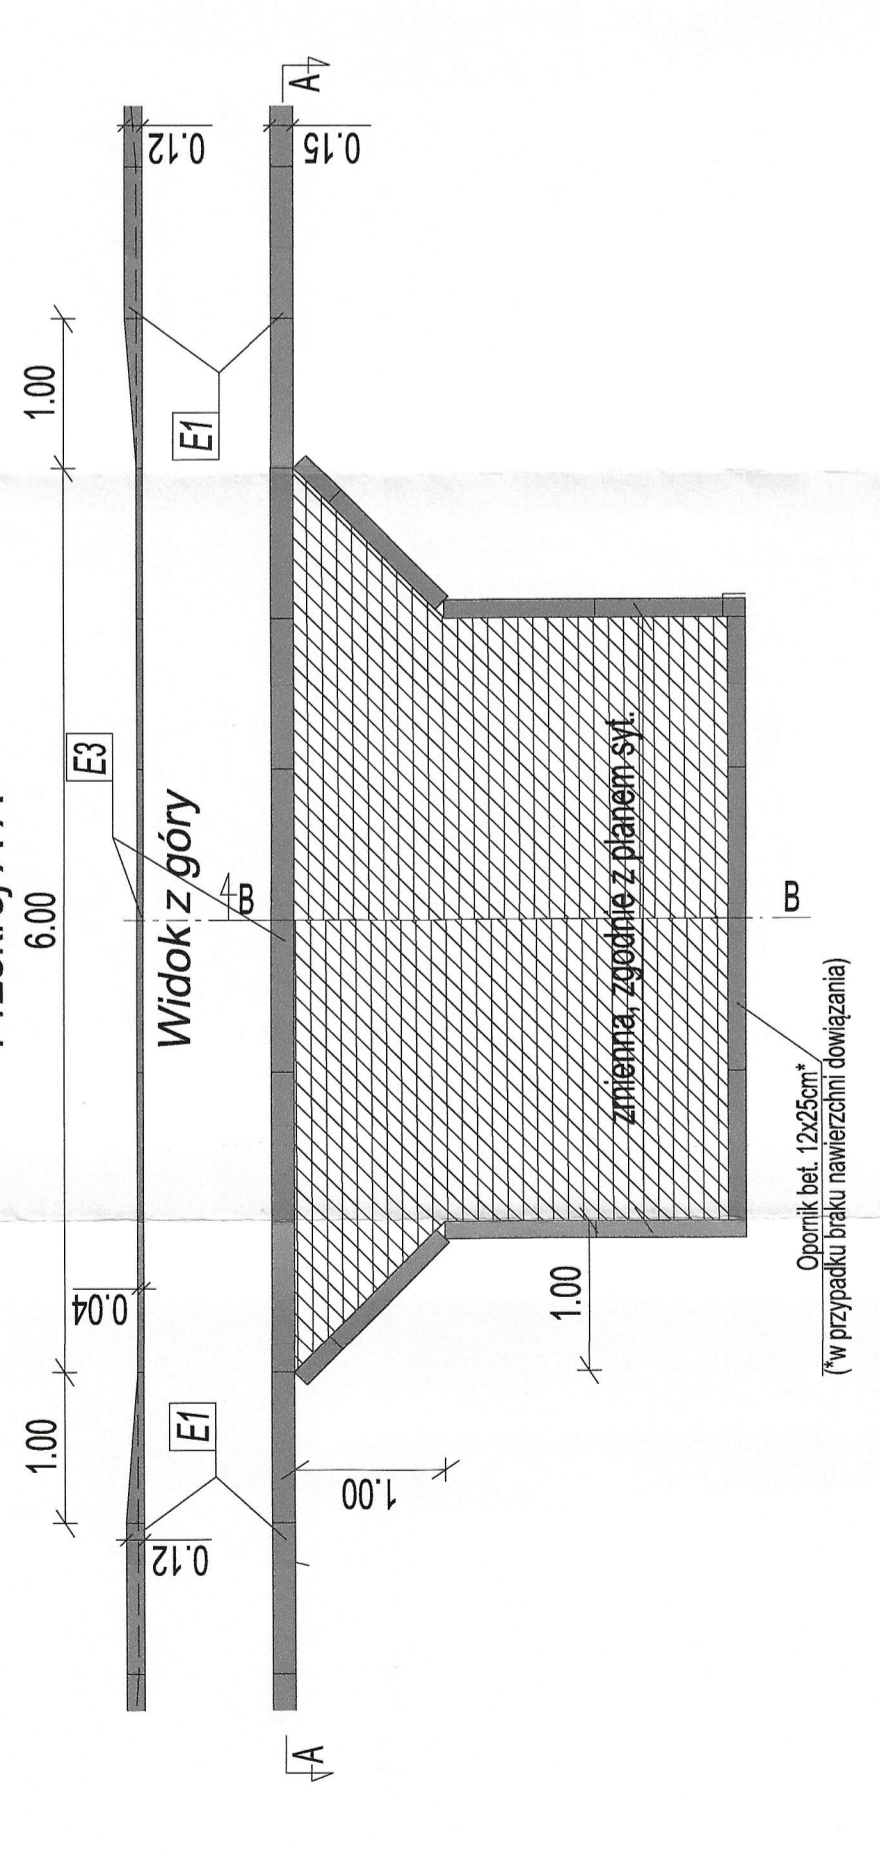 1.00
6.00
1.00
E3
0.04
0.12
0.12
Widok z góry
E1
E1
B
0.15
A
A
1.00
1.00
zmienna, zgodnie z planem syt.
B
Opornik bet. 12x25cm*
(*w przypadku braku nawierzchni dowiązania)